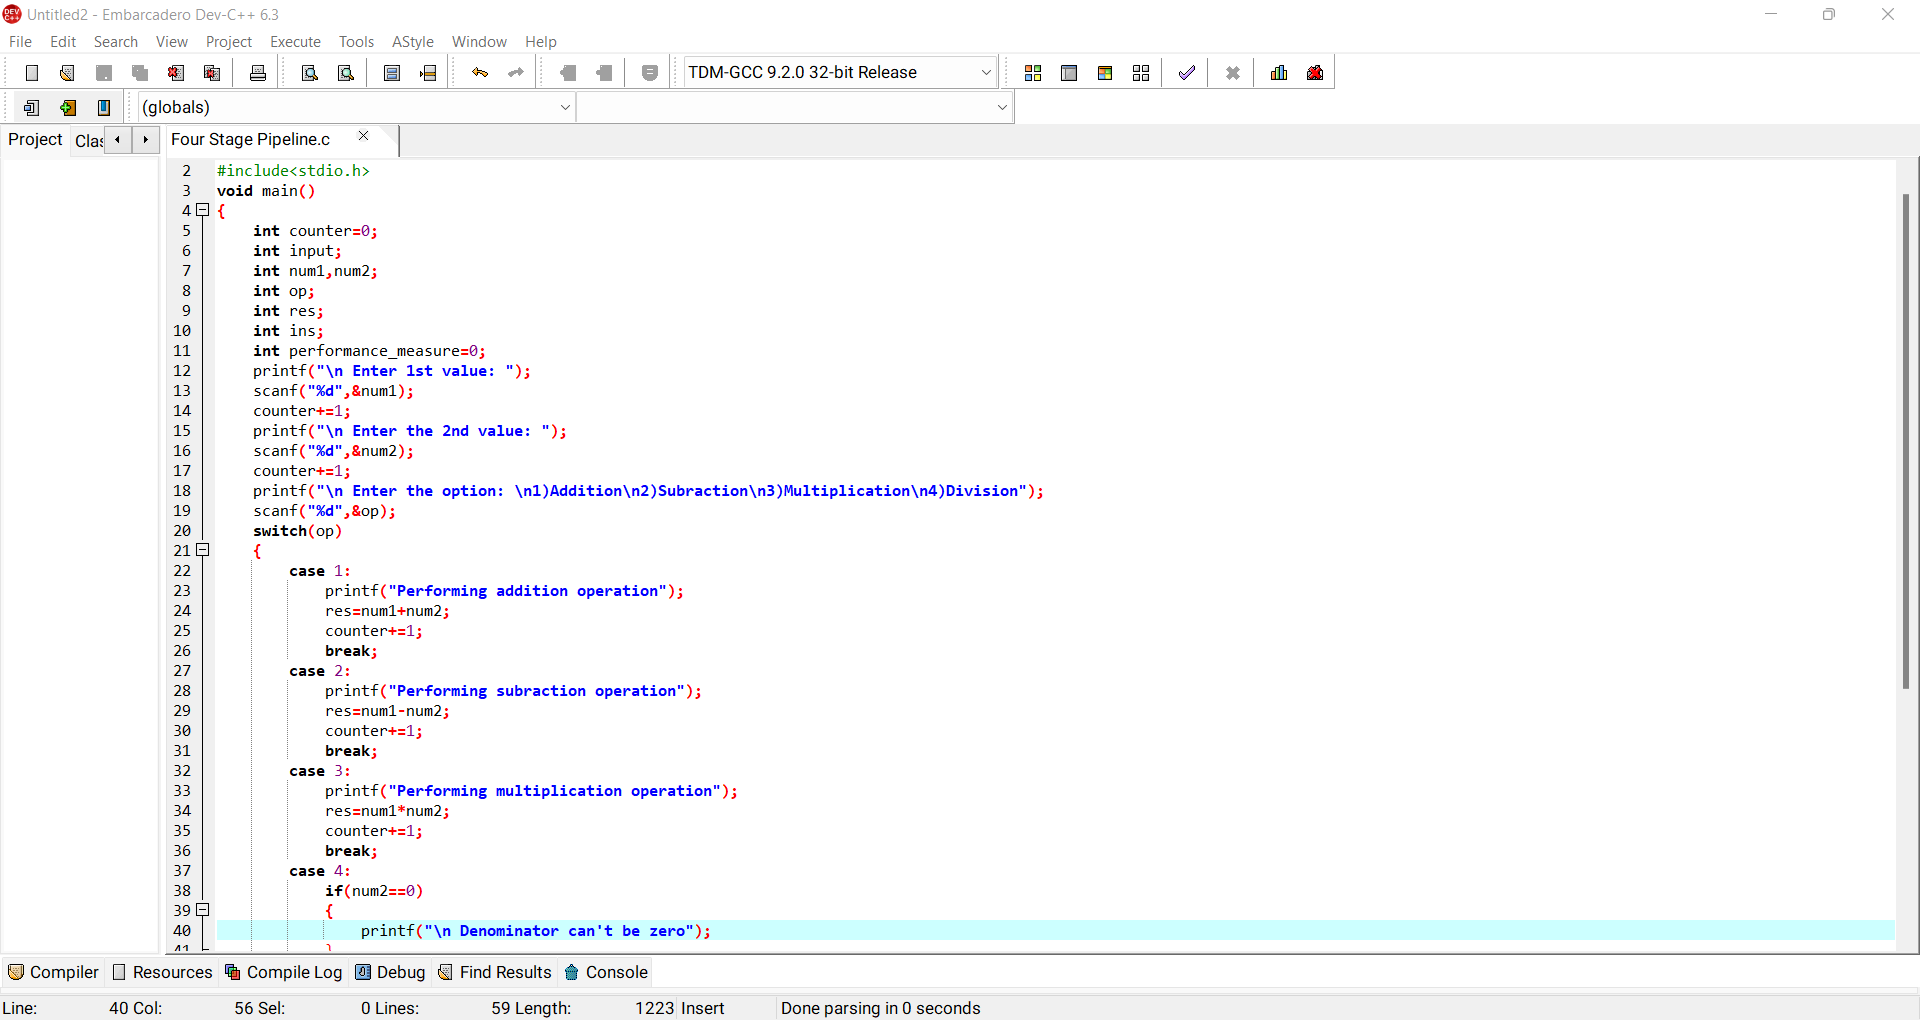 DEV C++ Untitled2 - Embarcadero Dev-C++ 6.3
File Edit Search View Project Execute Tools AStyle Window Help
TDM-GCC 9.2.0 32-bit Release
(globals)
Project Clas Four Stage Pipeline.c
2 #include<stdio.h>
3 void main()
4 {
5 int counter=0;
6 int input;
7 int num1,num2;
8 int op;
9 int res;
10 int ins;
11 int performance_measure=0;
12 printf("\n Enter 1st value: ");
13 scanf("%d",&num1);
14 counter+=1;
15 printf("\n Enter the 2nd value: ");
16 scanf("%d",&num2);
17 counter+=1;
18 printf("\n Enter the option: \n1)Addition\n2)Subraction\n3)Multiplication\n4)Division");
19 scanf("%d",&op);
20 switch(op)
21 {
22 case 1:
23 printf("Performing addition operation");
24 res=num1+num2;
25 counter+=1;
26 break;
27 case 2:
28 printf("Performing subraction operation");
29 res=num1-num2;
30 counter+=1;
31 break;
32 case 3:
33 printf("Performing multiplication operation");
34 res=num1*num2;
35 counter+=1;
36 break;
37 case 4:
38 if(num2==0)
39 {
40 printf("\n Denominator can't be zero");
41 }
Compiler Resources Compile Log Debug Find Results Console
Line: 40 Col: 56 Sel: 0 Lines: 59 Length: 1223 Insert Done parsing in 0 seconds